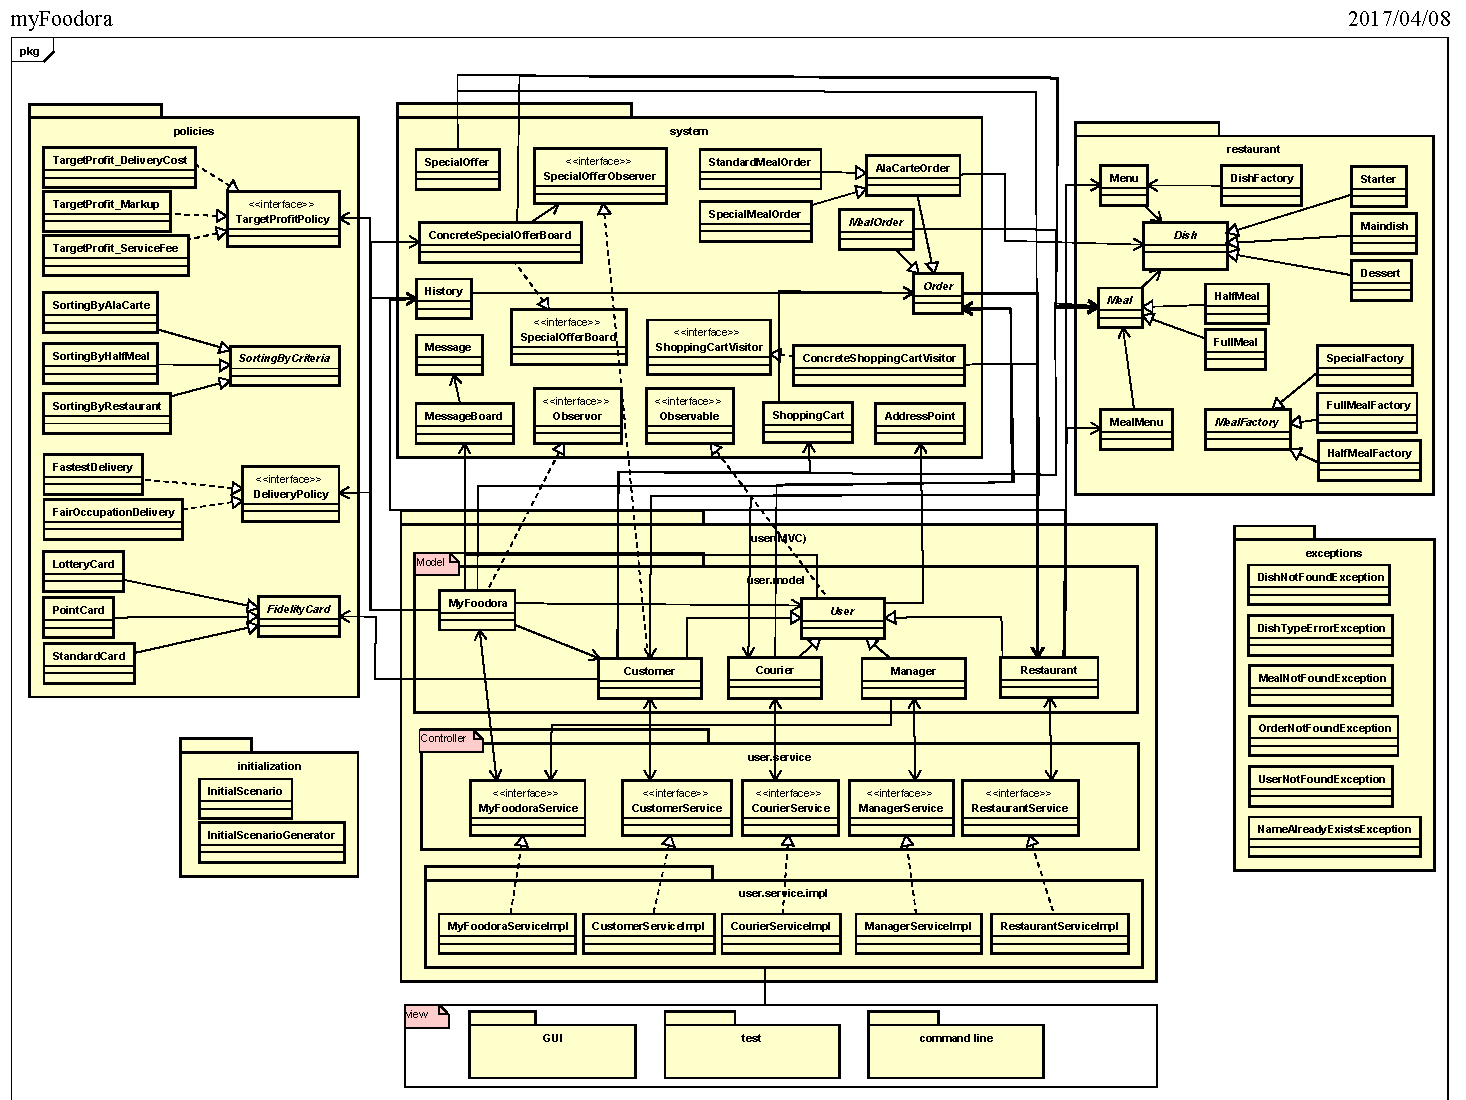 myFoodora
2017/04/08
pkg
policies
TargetProfit_DeliveryCost
<<interface>>
TargetProfitPolicy
TargetProfit_Markup
TargetProfit_ServiceFee
SortingByAlaCarte
SortingByHalfMeal
SortingByCriteria
SortingByRestaurant
FastestDelivery
<<interface>>
DeliveryPolicy
FairOccupationDelivery
LotteryCard
PointCard
FidelityCard
StandardCard
system
SpecialOffer
<<interface>>
SpecialOfferObserver
StandardMealOrder
AlaCarteOrder
SpecialMealOrder
MealOrder
ConcreteSpecialOfferBoard
History
Order
<<interface>>
SpecialOfferBoard
Message
<<interface>>
ShoppingCartVisitor
ConcreteShoppingCartVisitor
MessageBoard
<<interface>>
Observor
<<interface>>
Observable
ShoppingCart
AddressPoint
restaurant
Menu
DishFactory
Starter
Dish
Maindish
Dessert
Meal
HalfMeal
FullMeal
SpecialFactory
MealMenu
MealFactory
FullMealFactory
HalfMealFactory
user(MVC)
Model
user.model
MyFoodora
User
Customer
Courier
Manager
Restaurant
Controller
user.service
<<interface>>
MyFoodoraService
<<interface>>
CustomerService
<<interface>>
CourierService
<<interface>>
ManagerService
<<interface>>
RestaurantService
user.service.impl
MyFoodoraServiceImpl
CustomerServiceImpl
CourierServiceImpl
ManagerServiceImpl
RestaurantServiceImpl
exceptions
DishNotFoundException
DishTypeErrorException
MealNotFoundException
OrderNotFoundException
UserNotFoundException
NameAlreadyExistsException
initialization
InitialScenario
InitialScenarioGenerator
view
GUI
test
command line